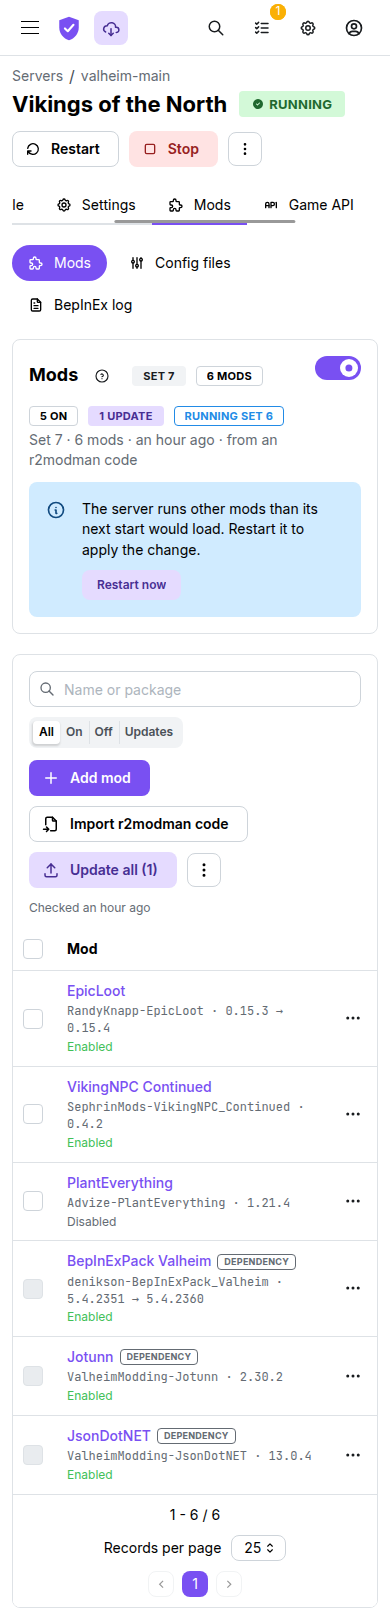 1
Servers / valheim-main
Vikings of the North RUNNING
Restart Stop
le Settings Mods API Game API
Mods Config files
BepInEx log
Mods SET 7 6 MODS
5 ON 1 UPDATE RUNNING SET 6
Set 7 · 6 mods · an hour ago · from an
r2modman code
The server runs other mods than its
next start would load. Restart it to
apply the change.
Restart now
Name or package
All On Off Updates
Add mod
Import r2modman code
Update all (1)
Checked an hour ago
Mod
EpicLoot
RandyKnapp-EpicLoot · 0.15.3 →
0.15.4
Enabled
VikingNPC Continued
SephrinMods-VikingNPC_Continued ·
0.4.2
Enabled
PlantEverything
Advize-PlantEverything · 1.21.4
Disabled
BepInExPack Valheim DEPENDENCY
denikson-BepInExPack_Valheim ·
5.4.2351 → 5.4.2360
Enabled
Jotunn DEPENDENCY
ValheimModding-Jotunn · 2.30.2
Enabled
JsonDotNET DEPENDENCY
ValheimModding-JsonDotNET · 13.0.4
Enabled
1 - 6 / 6
Records per page 25
1